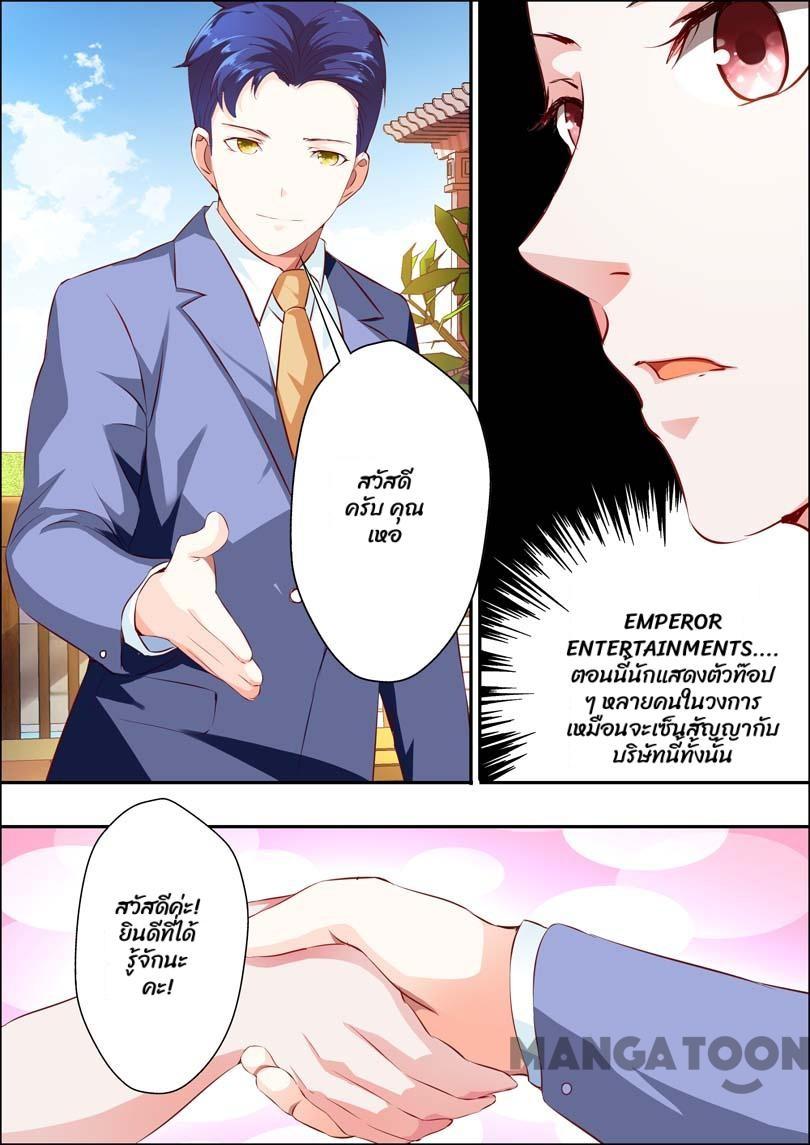 สวัสดี
ครับ คุณ
เหอ
EMPEROR
ENTERTAINMENTS....
ตอนนี้นักแสดงตัวท๊อป
ๆ หลายคนในวงการ
เหมือนจะเซ็นสัญญากับ
บริษัทนี้ทั้งนั้น
สวัสดีค่ะ!
ยินดีที่ได้
รู้จักนะ
คะ!
MANGATOON